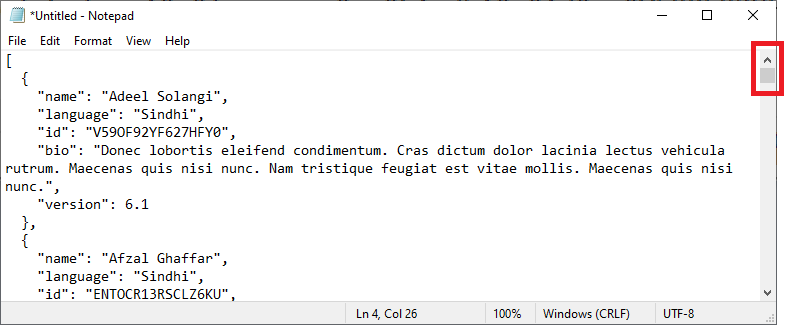 *Untitled - Notepad
File Edit Format View Help
[
{
"name": "Adeel Solangi",
"language": "Sindhi",
"id": "V59OF92YF627HFY0",
"bio": "Donec lobortis eleifend condimentum. Cras dictum dolor lacinia lectus vehicula
rutrum. Maecenas quis nisi nunc. Nam tristique feugiat est vitae mollis. Maecenas quis nisi
nunc.",
"version": 6.1
},
{
"name": "Afzal Ghaffar",
"language": "Sindhi",
"id": "ENTOCR13RSCLZ6KU",
Ln 4, Col 26 100% Windows (CRLF) UTF-8